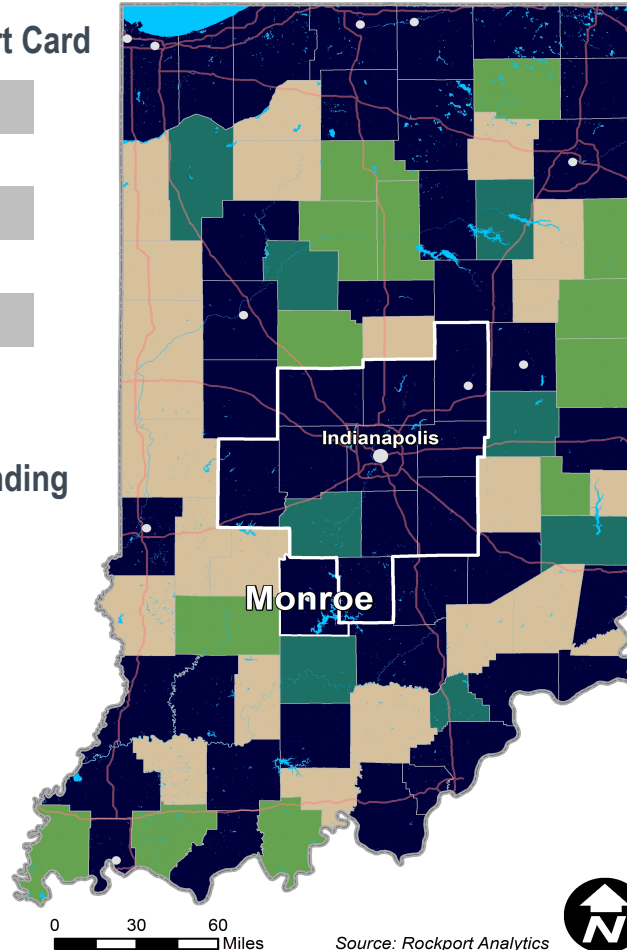 rt Card
nding
Indianapolis
Monroe
0 30 60
Miles
Source: Rockport Analytics
N